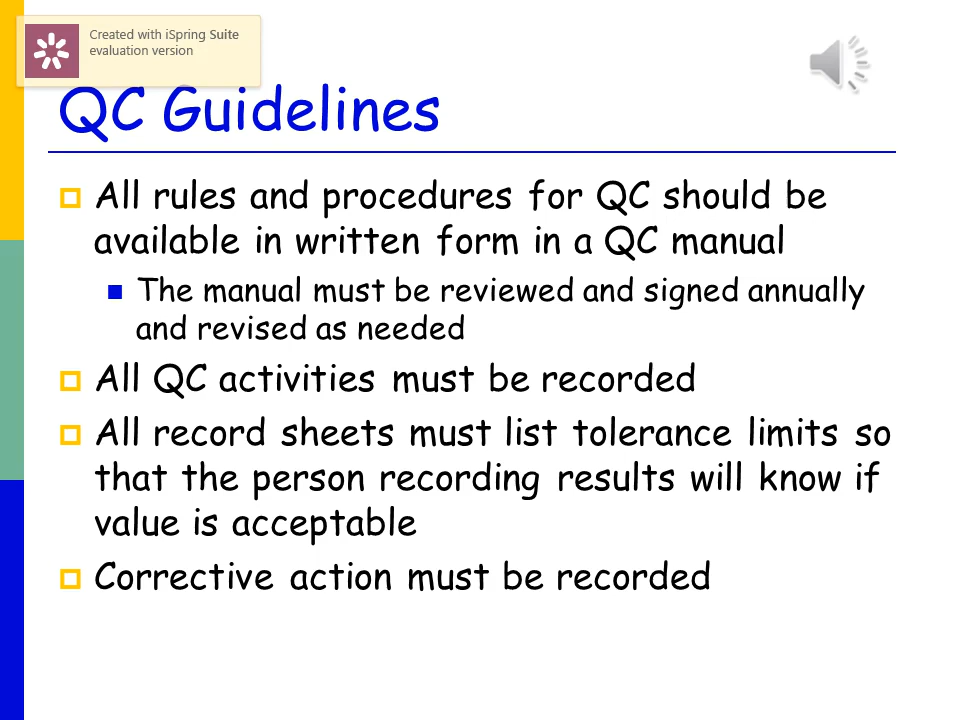 Created with iSpring Suite
evaluation version
QC Guidelines
All rules and procedures for QC should be
available in written form in a QC manual
The manual must be reviewed and signed annually
and revised as needed
All QC activities must be recorded
All record sheets must list tolerance limits so
that the person recording results will know if
value is acceptable
Corrective action must be recorded